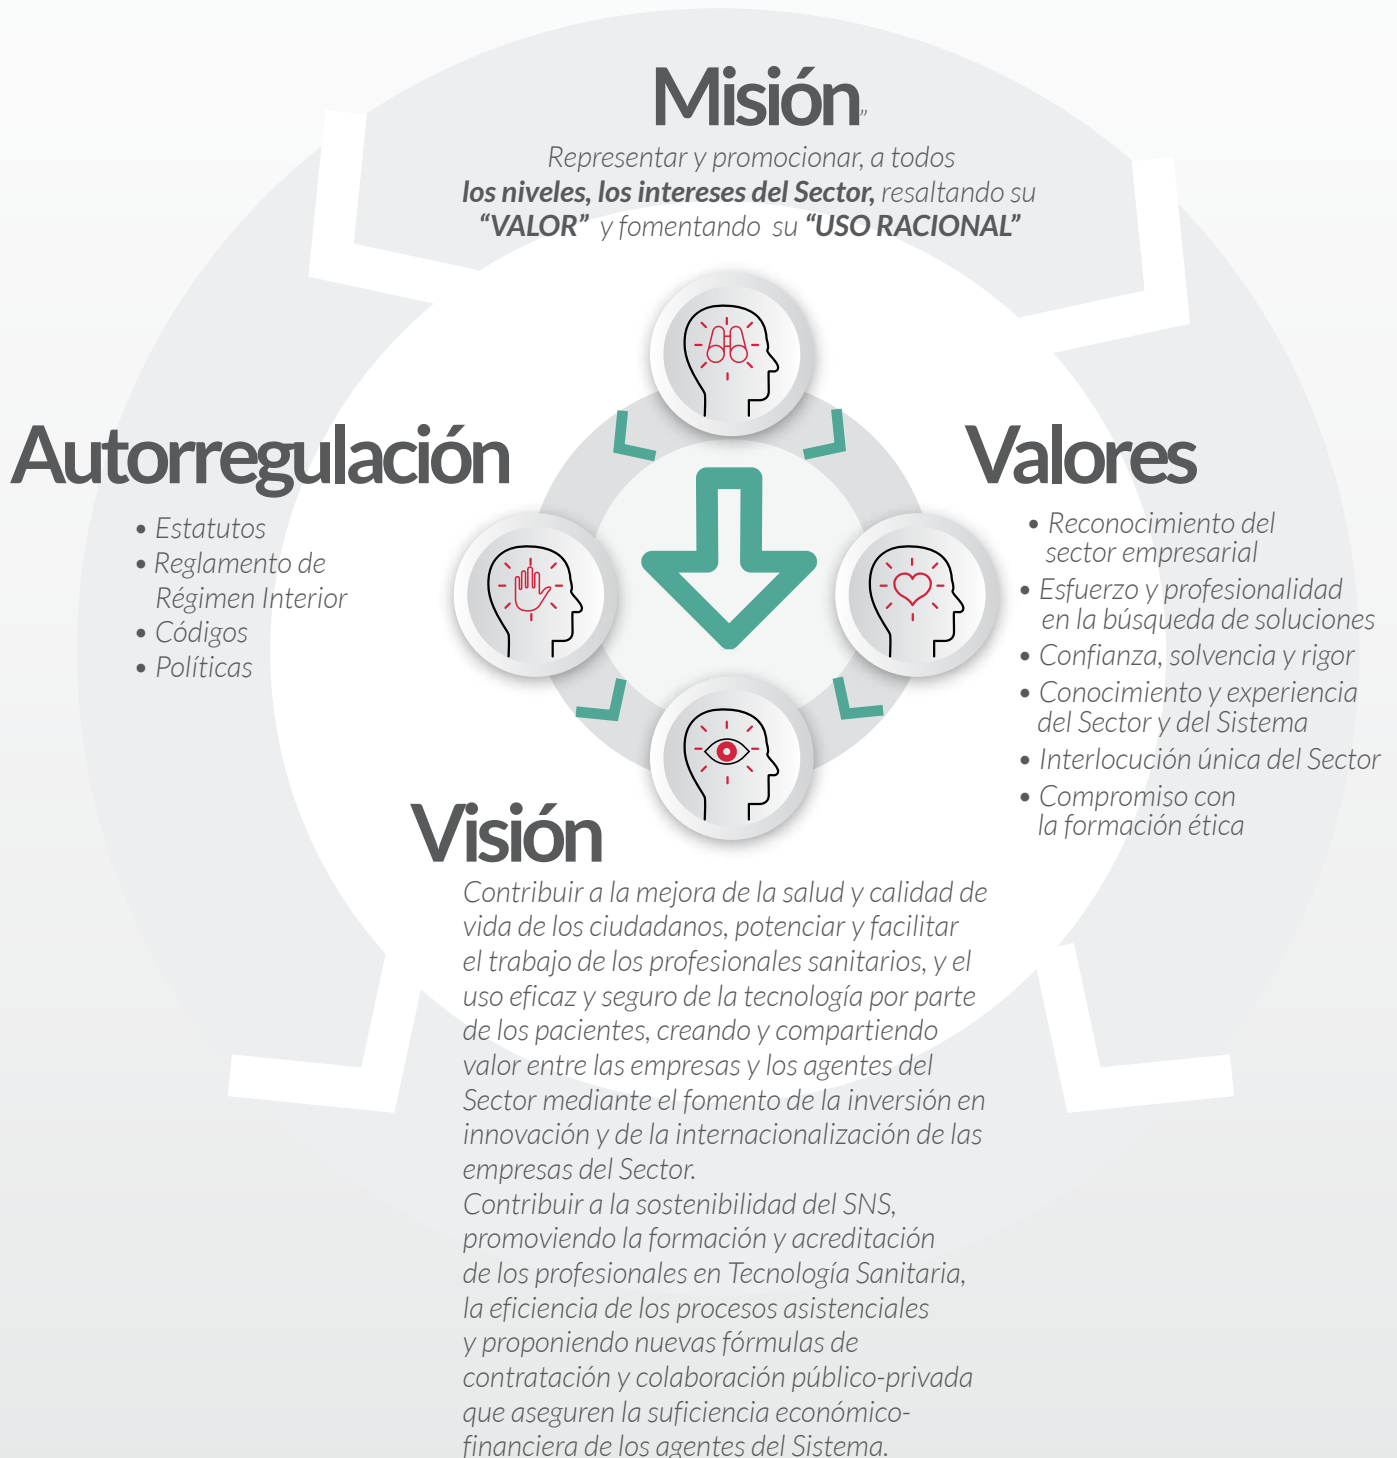 Misión”
Representar y promocionar, a todos
los niveles, los intereses del Sector, resaltando su
“VALOR” y fomentando su “USO RACIONAL”
Autorregulación
• Estatutos
• Reglamento de
Régimen Interior
• Códigos
• Políticas
Valores
• Reconocimiento del
sector empresarial
• Esfuerzo y profesionalidad
en la búsqueda de soluciones
• Confianza, solvencia y rigor
• Conocimiento y experiencia
del Sector y del Sistema
• Interlocución única del Sector
• Compromiso con
la formación ética
Visión
Contribuir a la mejora de la salud y calidad de
vida de los ciudadanos, potenciar y facilitar
el trabajo de los profesionales sanitarios, y el
uso eficaz y seguro de la tecnología por parte
de los pacientes, creando y compartiendo
valor entre las empresas y los agentes del
Sector mediante el fomento de la inversión en
innovación y de la internacionalización de las
empresas del Sector.
Contribuir a la sostenibilidad del SNS,
promoviendo la formación y acreditación
de los profesionales en Tecnología Sanitaria,
la eficiencia de los procesos asistenciales
y proponiendo nuevas fórmulas de
contratación y colaboración público-privada
que aseguren la suficiencia económico-
financiera de los agentes del Sistema.